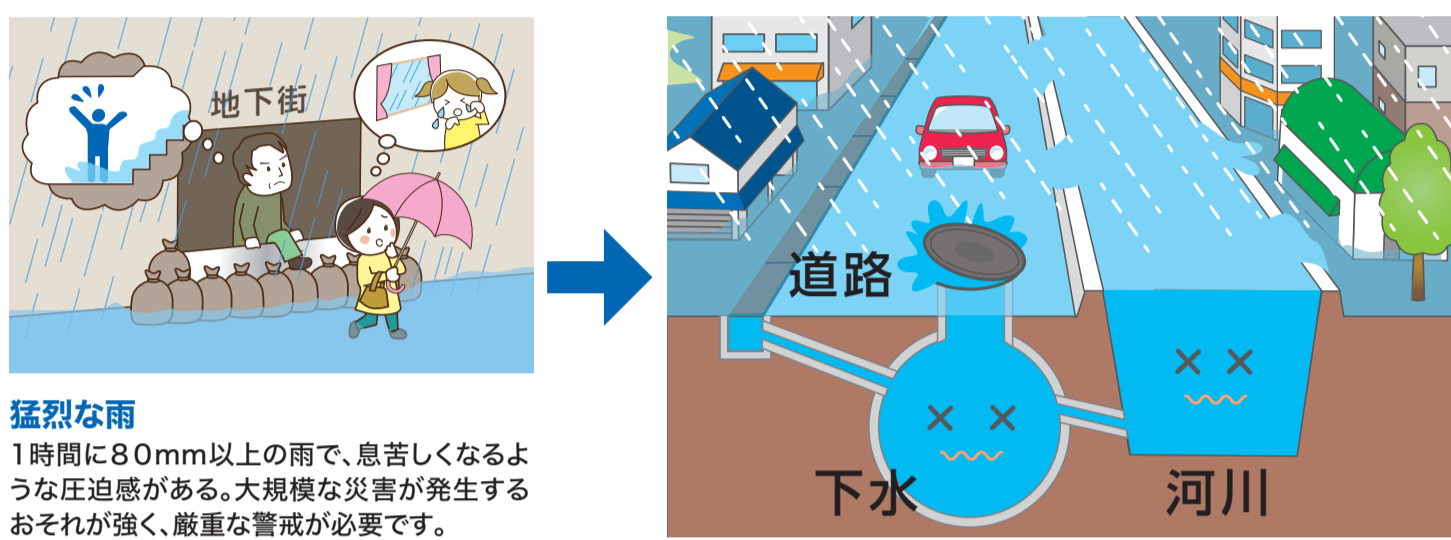 地下街
猛烈な雨
1時間に80mm以上の雨で、息苦しくなるよ
うな圧迫感がある。大規模な災害が発生する
おそれが強く、厳重な警戒が必要です。
道路
下水
河川